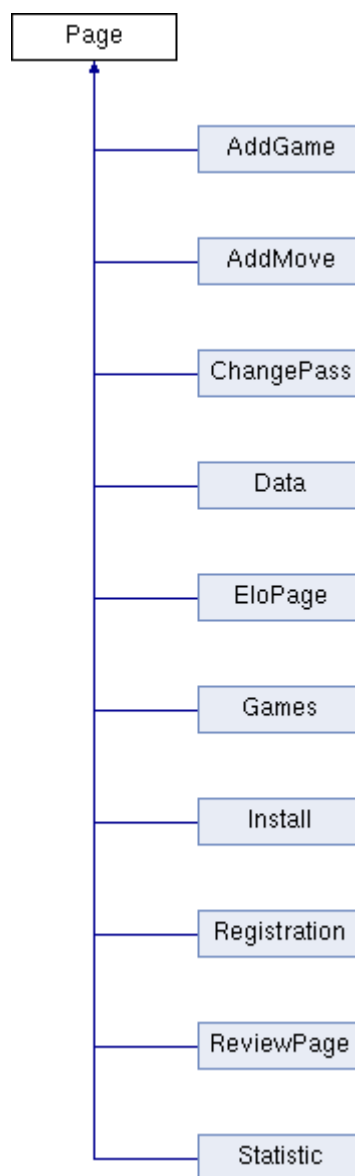 Page
AddGame
AddMove
ChangePass
Data
EloPage
Games
Install
Registration
ReviewPage
Statistic